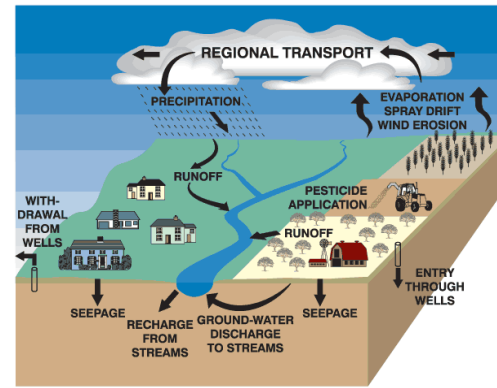 REGIONAL TRANSPORT
PRECIPITATION
EVAPORATION
SPRAY DRIFT
WIND EROSION
RUNOFF
PESTICIDE
APPLICATION
WITH-
DRAWAL
FROM
WELLS
RUNOFF
ENTRY
THROUGH
WELLS
SEEPAGE
RECHARGE
FROM
STREAMS
GROUND-WATER
DISCHARGE
TO STREAMS
SEEPAGE